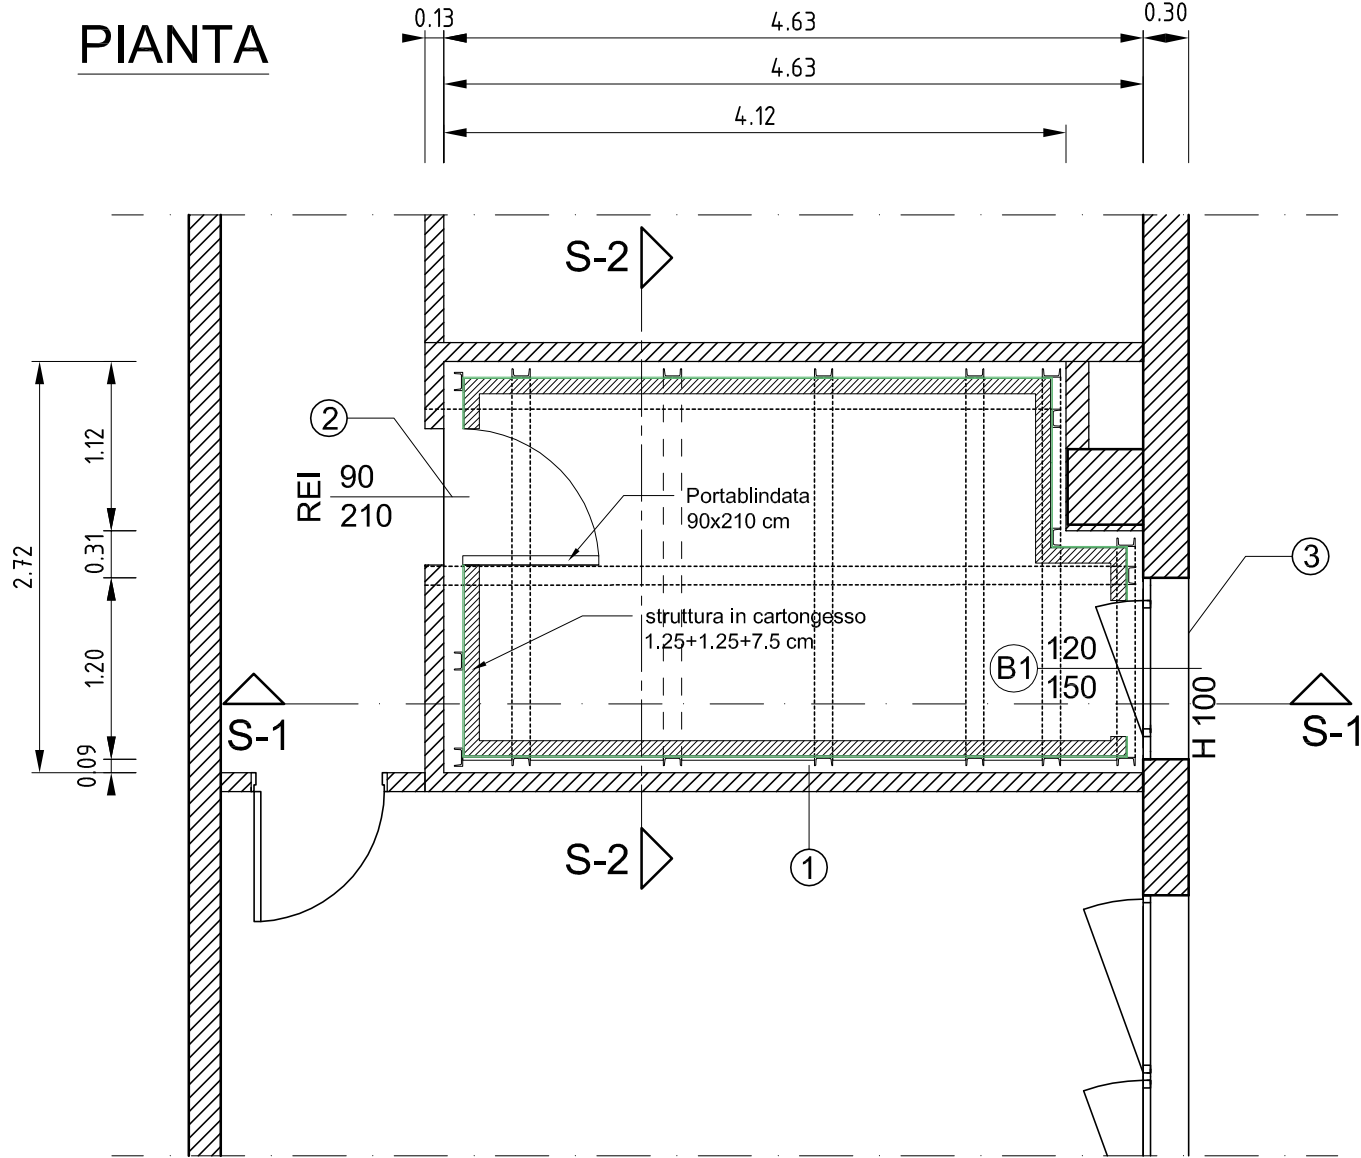 PIANTA
0.13
4.63
0.30
4.63
4.12
S-2
2
REI
90
210
Portablindata
90x210 cm
1.12
0.31
2.72
1.20
0.09
3
struttura in cartongesso
1.25+1.25+7.5 cm
B1
120
150
H 100
S-1
S-1
S-2
1